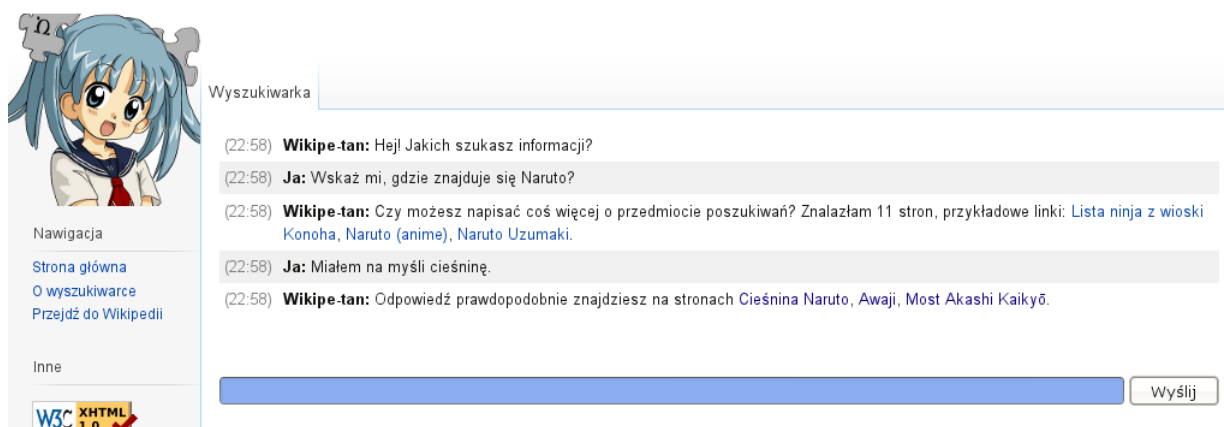 Ω
Wyszukiwarka
(22:58) Wikipe-tan: Hej! Jakich szukasz informacji?
(22:58) Ja: Wskaż mi, gdzie znajduje się Naruto?
(22:58) Wikipe-tan: Czy możesz napisać coś więcej o przedmiocie poszukiwań? Znalazłam 11 stron, przykładowe linki: Lista ninja z wioski
Konoha, Naruto (anime), Naruto Uzumaki.
(22:58) Ja: Miałem na myśli cieśninę.
(22:58) Wikipe-tan: Odpowiedź prawdopodobnie znajdziesz na stronach Cieśnina Naruto, Awaji, Most Akashi Kaikyō.
Nawigacja
Strona główna
O wyszukiwarce
Przejdź do Wikipedii
Inne
W3C XHTML
1.0
Wyślij